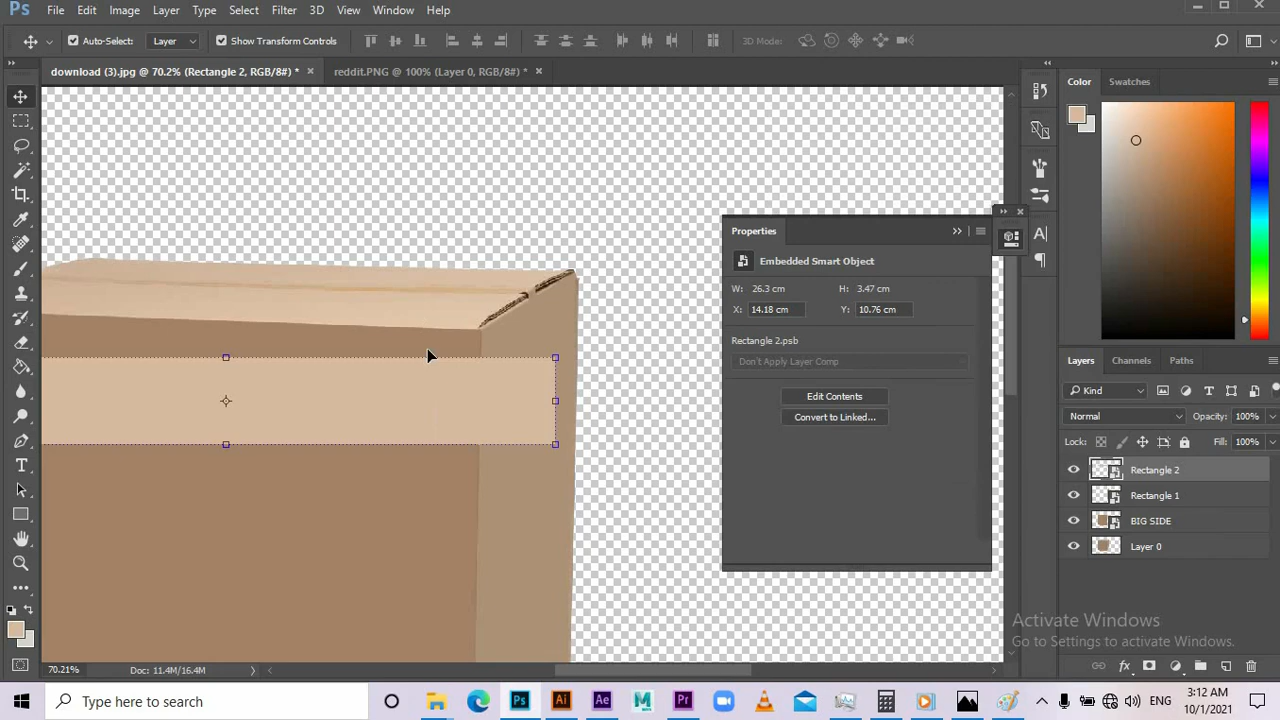 Ps File Edit Image Layer Type Select Filter 3D View Window Help
Auto-Select: Layer Show Transform Controls 3D Mode:
download (3).jpg @ 70.2% (Rectangle 2, RGB/8#) * × reddit.PNG @ 100% (Layer 0, RGB/8#) * ×
Color Swatches
Properties
Embedded Smart Object
W: 26.3 cm H: 3.47 cm
X: 14.18 cm Y: 10.76 cm
Rectangle 2.psb
Don't Apply Layer Comp
Edit Contents
Convert to Linked...
Layers Channels Paths
Kind
Normal Opacity: 100%
Lock: Fill: 100%
Rectangle 2
Rectangle 1
BIG SIDE
Layer 0
Activate Windows
Go to Settings to activate Windows.
70.21% Doc: 11.4M/16.4M
Type here to search
Ps Ai Ae M Pr
ENG
3:12 PM
10/1/2021